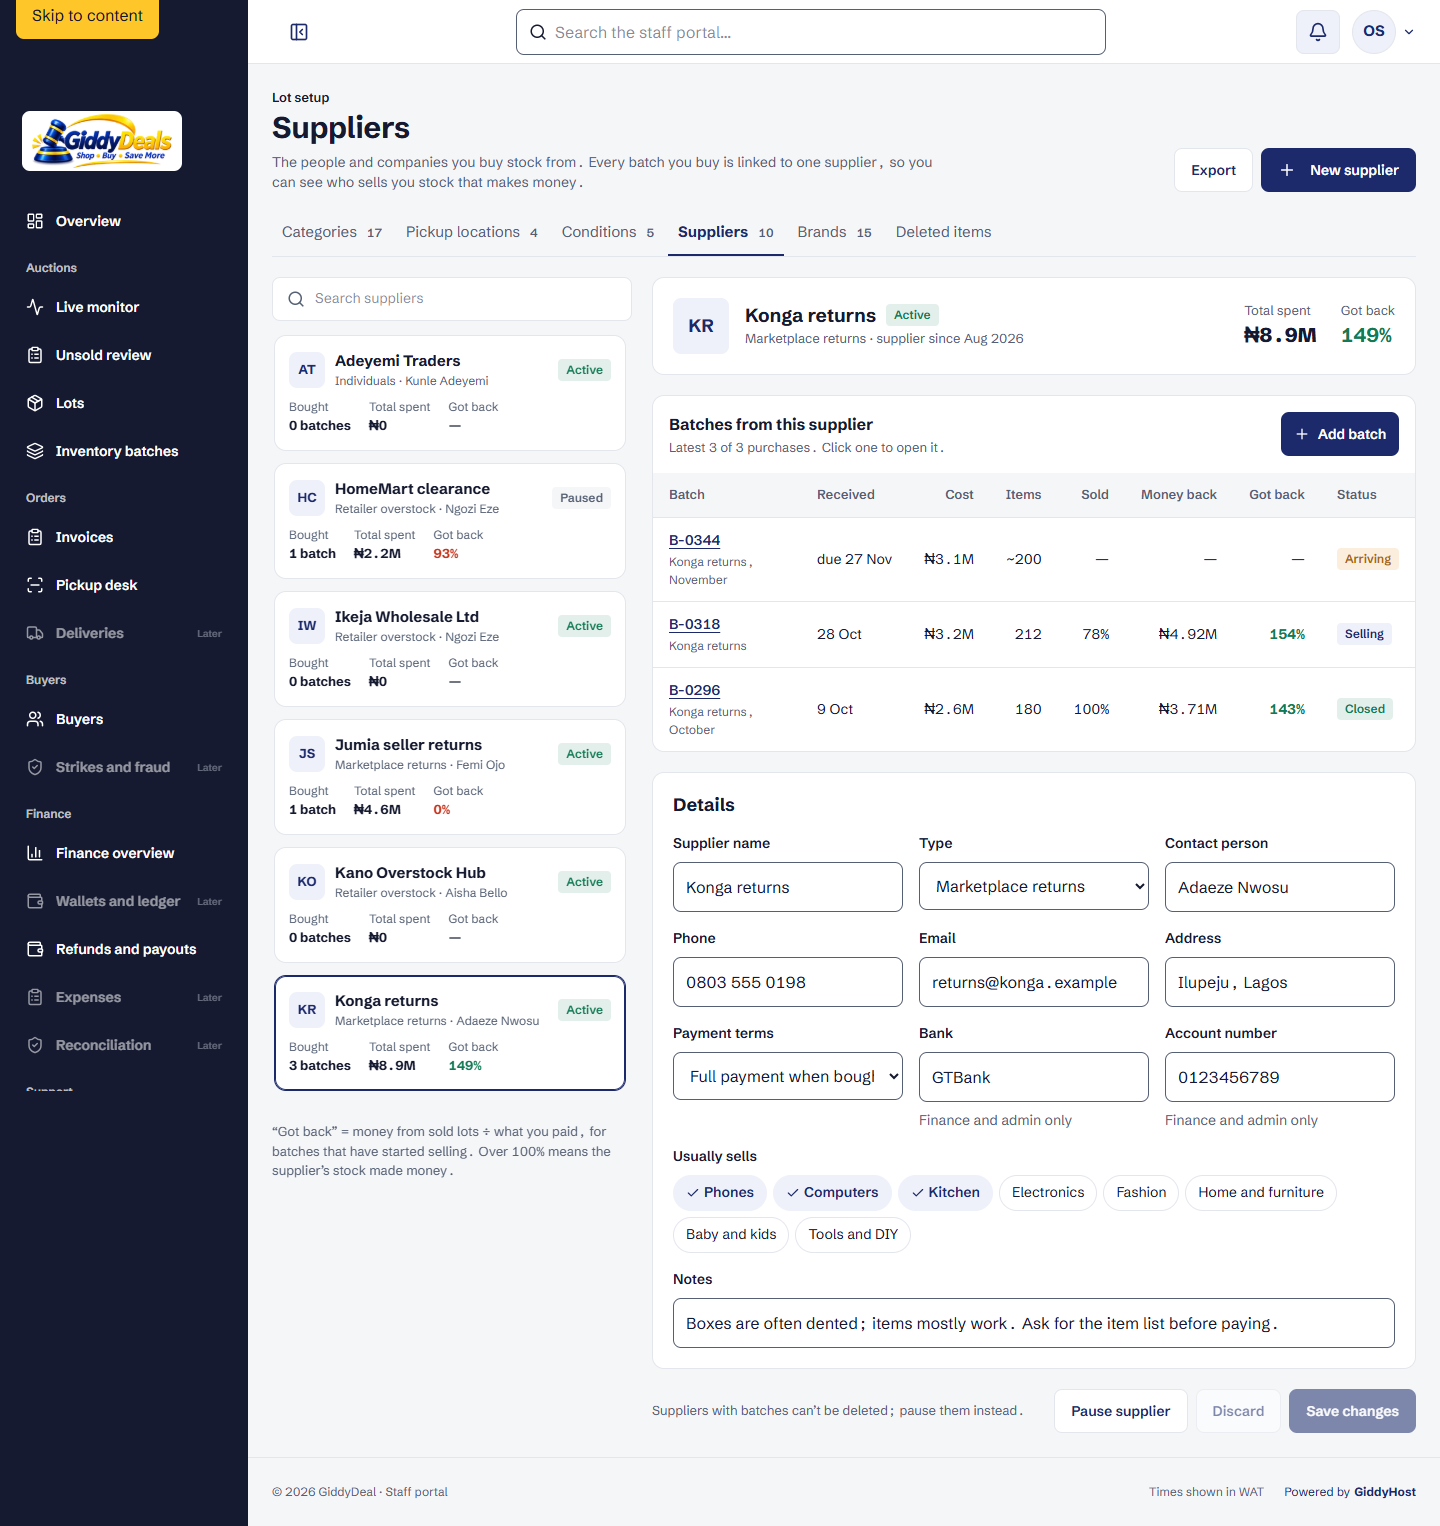 Skip to content
GiddyDeals
Shop • Buy • Save More
Overview
Auctions
Live monitor
Unsold review
Lots
Inventory batches
Orders
Invoices
Pickup desk
Deliveries Later
Buyers
Buyers
Strikes and fraud Later
Finance
Finance overview
Wallets and ledger Later
Refunds and payouts
Expenses Later
Reconciliation Later
Support
Search the staff portal...
OS
Lot setup
Suppliers
The people and companies you buy stock from. Every batch you buy is linked to one supplier, so you
can see who sells you stock that makes money.
Export
New supplier
Categories 17 Pickup locations 4 Conditions 5 Suppliers 10 Brands 15 Deleted items
Search suppliers
AT Adeyemi Traders Active
Individuals · Kunle Adeyemi
Bought Total spent Got back
0 batches ₦0 —
HC HomeMart clearance Paused
Retailer overstock · Ngozi Eze
Bought Total spent Got back
1 batch ₦2.2M 93%
IW Ikeja Wholesale Ltd Active
Retailer overstock · Ngozi Eze
Bought Total spent Got back
0 batches ₦0 —
JS Jumia seller returns Active
Marketplace returns · Femi Ojo
Bought Total spent Got back
1 batch ₦4.6M 0%
KO Kano Overstock Hub Active
Retailer overstock · Aisha Bello
Bought Total spent Got back
0 batches ₦0 —
KR Konga returns Active
Marketplace returns · Adaeze Nwosu
Bought Total spent Got back
3 batches ₦8.9M 149%
“Got back” = money from sold lots ÷ what you paid, for
batches that have started selling. Over 100% means the
supplier’s stock made money.
KR Konga returns Active
Marketplace returns · supplier since Aug 2026
Total spent Got back
₦8.9M 149%
Batches from this supplier
Latest 3 of 3 purchases. Click one to open it.
Add batch
Batch Received Cost Items Sold Money back Got back Status
B-0344 due 27 Nov ₦3.1M ~200 — — — Arriving
Konga returns,
November
B-0318 28 Oct ₦3.2M 212 78% ₦4.92M 154% Selling
Konga returns
B-0296 9 Oct ₦2.6M 180 100% ₦3.71M 143% Closed
Konga returns,
October
Details
Supplier name Type Contact person
Konga returns Marketplace returns Adaeze Nwosu
Phone Email Address
0803 555 0198 returns@konga.example Ilupeju, Lagos
Payment terms Bank Account number
Full payment when bough GTBank 0123456789
Finance and admin only Finance and admin only
Usually sells
Phones Computers Kitchen Electronics Fashion Home and furniture
Baby and kids Tools and DIY
Notes
Boxes are often dented; items mostly work. Ask for the item list before paying.
Suppliers with batches can’t be deleted; pause them instead.
Pause supplier
Discard
Save changes
© 2026 GiddyDeal · Staff portal
Times shown in WAT Powered by GiddyHost